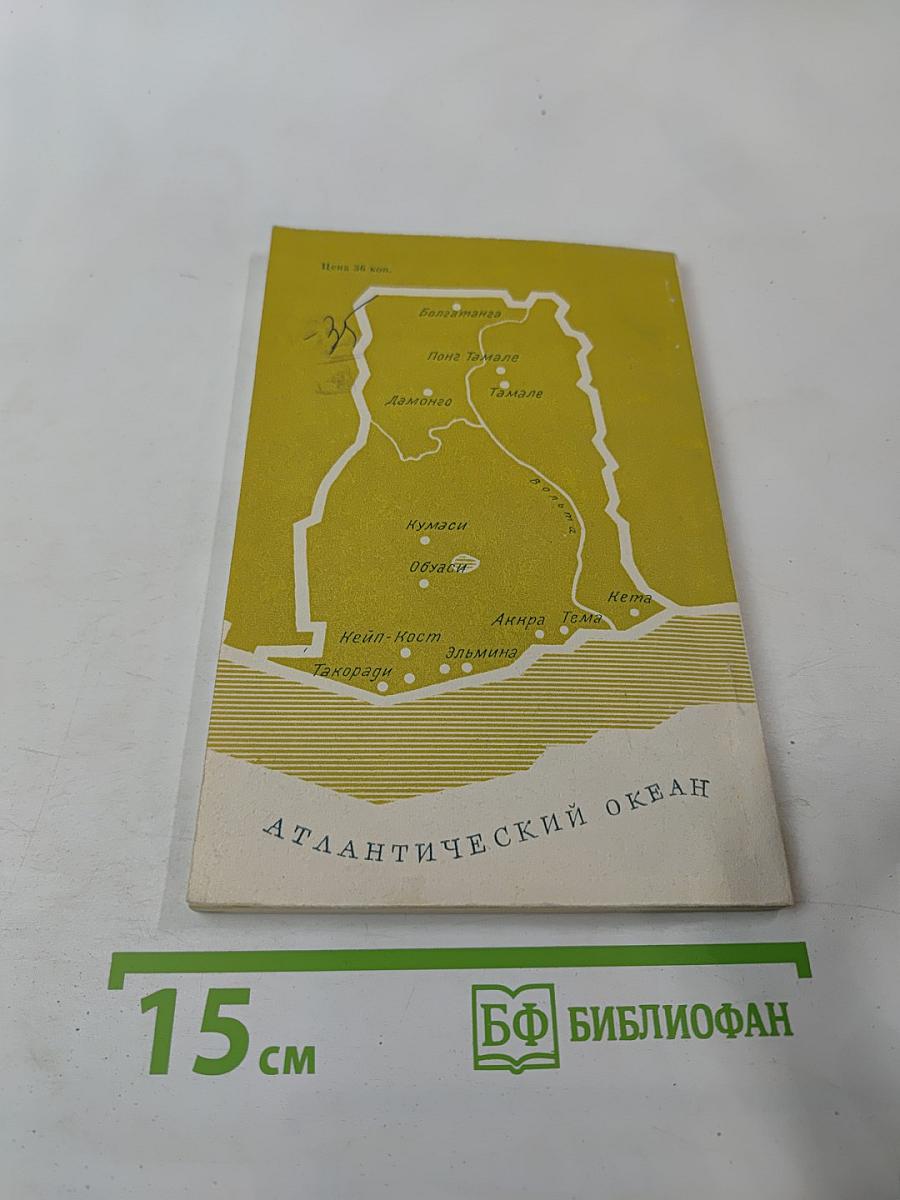 Цена 36 коп.
-35
Болгатанга
Понг Тамале
Тамале
Дамонго
Вольта
Кумаси
Обуаси
Кета
Аккра Тема
Кейп-Кост
Эльмина
Такоради
АТЛАНТИЧЕСКИЙ ОКЕАН
15 см
БФ БИБЛИОФАН